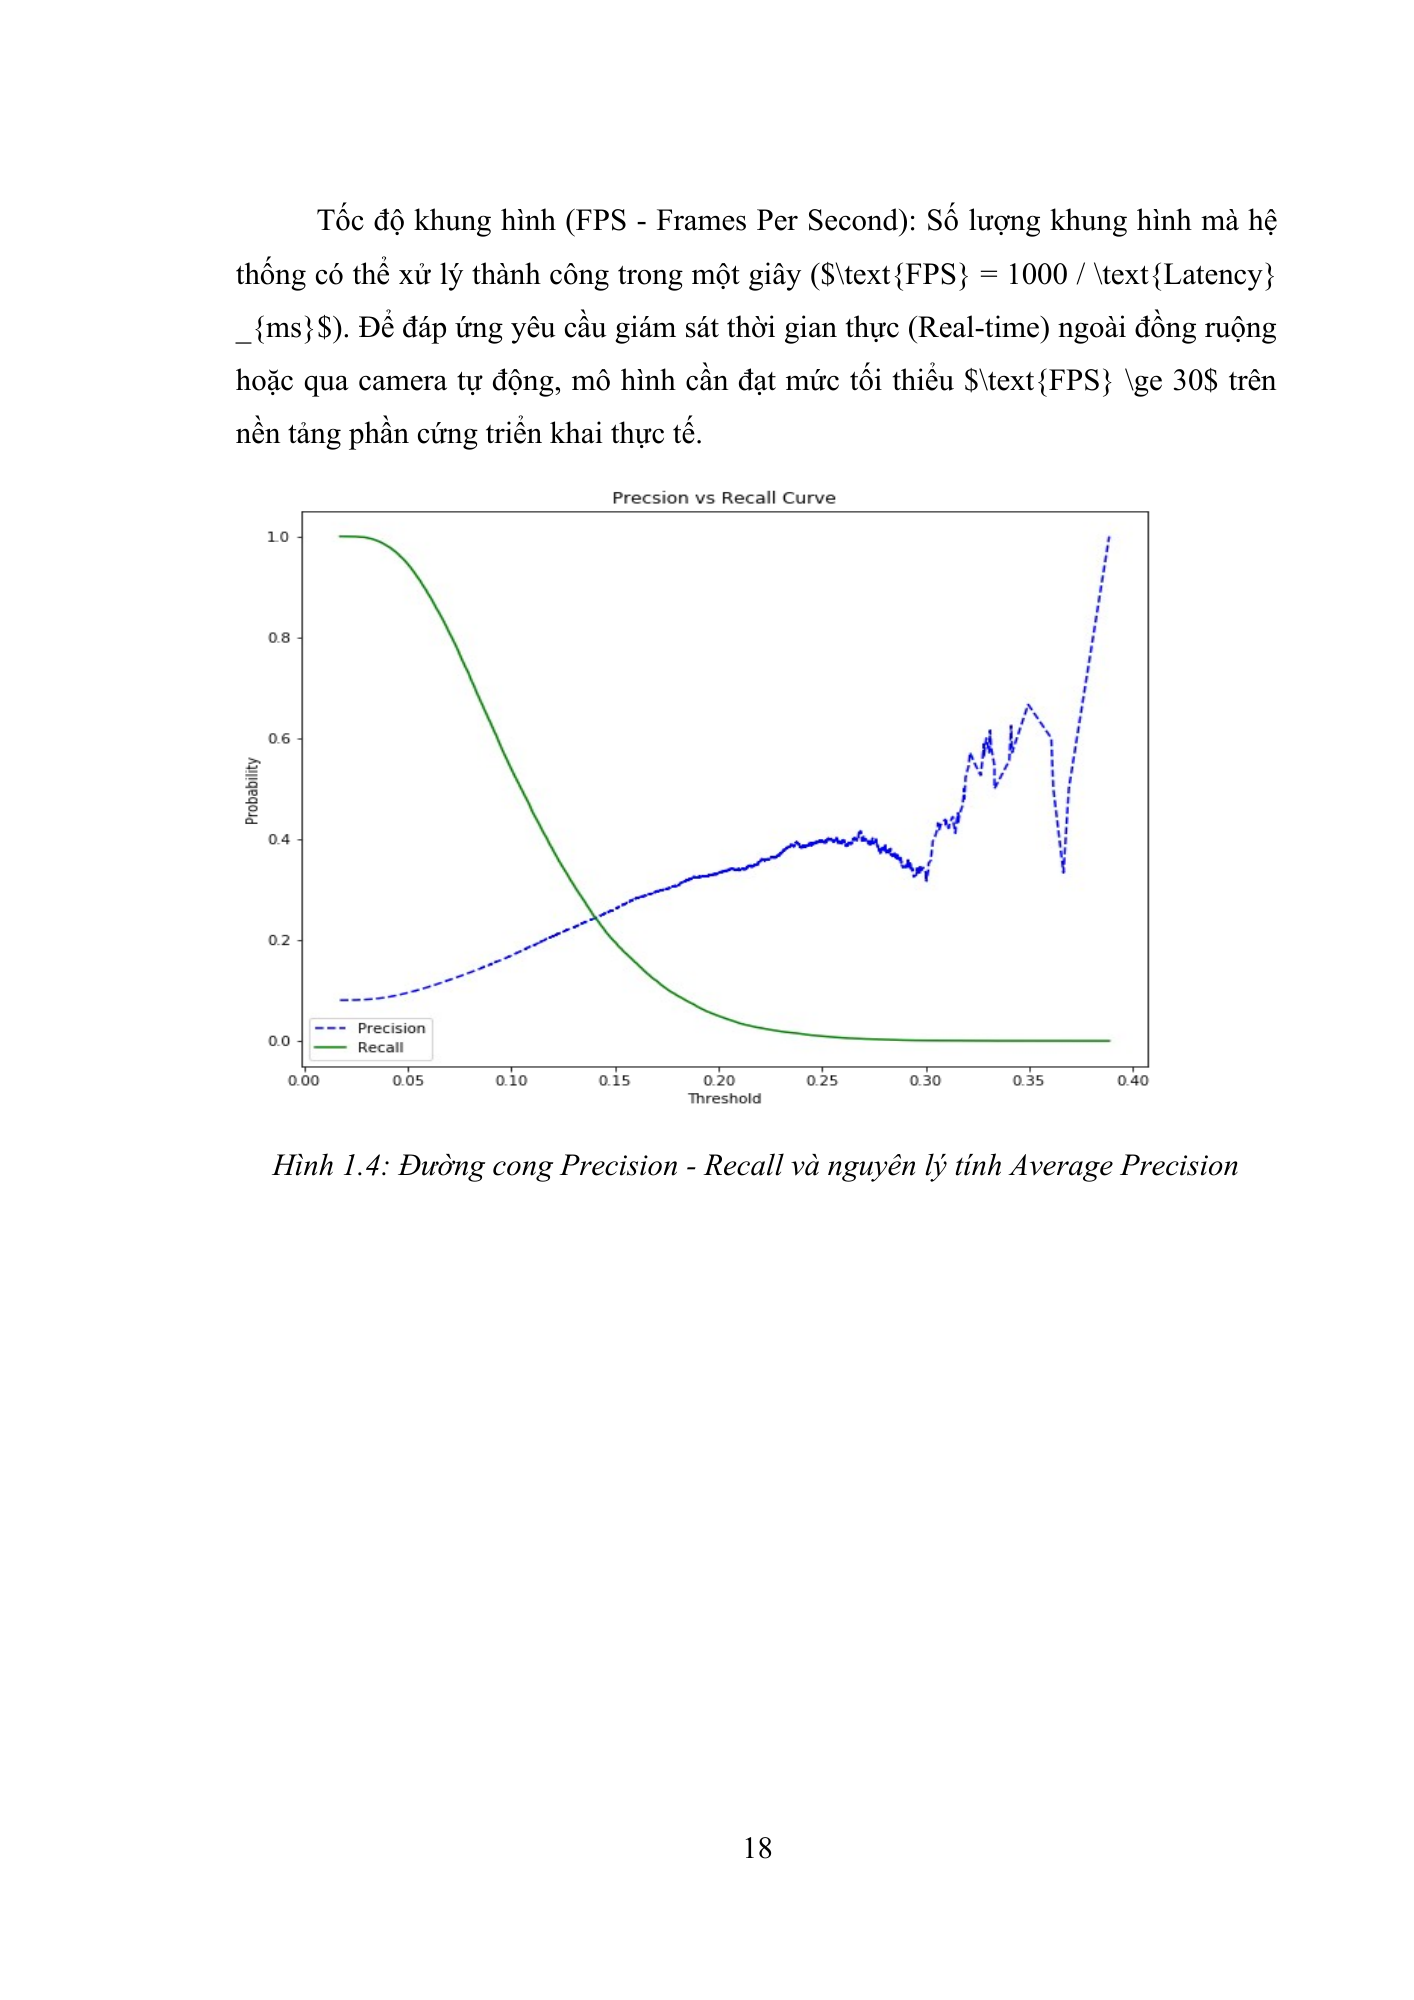 Tốc độ khung hình (FPS - Frames Per Second): Số lượng khung hình mà hệ
thống có thể xử lý thành công trong một giây ($\text{FPS} = 1000 / \text{Latency}
_{ms}$). Để đáp ứng yêu cầu giám sát thời gian thực (Real-time) ngoài đồng ruộng
hoặc qua camera tự động, mô hình cần đạt mức tối thiểu $\text{FPS} \ge 30$ trên
nền tảng phần cứng triển khai thực tế.
Precsion vs Recall Curve
1.0
0.8
0.6
0.4
0.2
0.0
Probability
Precision
Recall
0.00 0.05 0.10 0.15 0.20 0.25 0.30 0.35 0.40
Threshold
Hình 1.4: Đường cong Precision - Recall và nguyên lý tính Average Precision
18